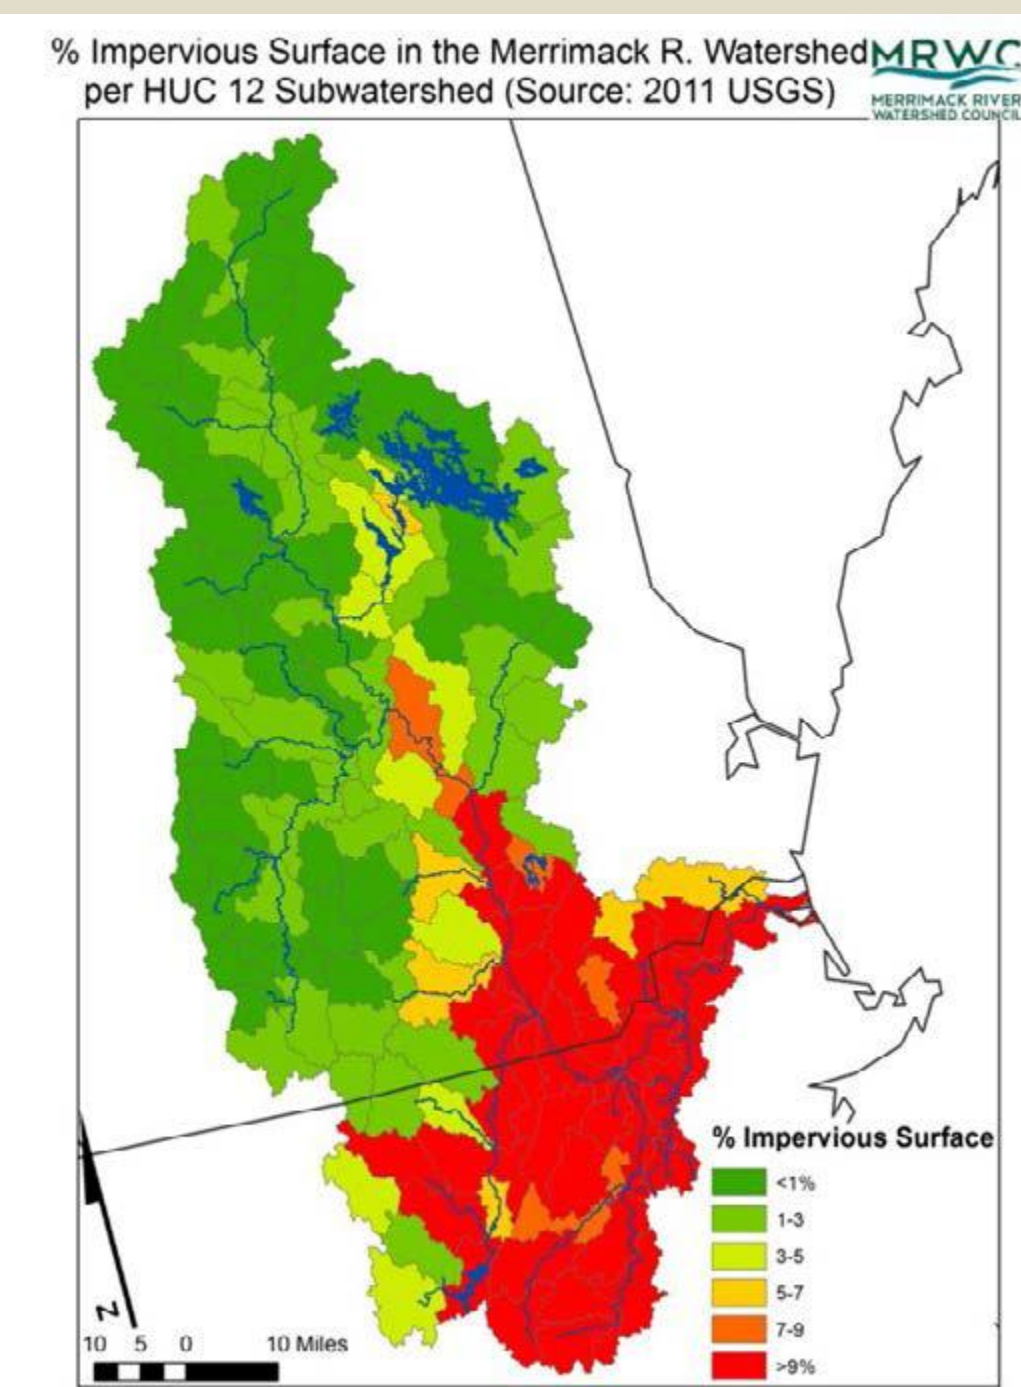 % Impervious Surface in the Merrimack R. Watershed
per HUC 12 Subwatershed (Source: 2011 USGS)
MRWC
MERRIMACK RIVER
WATERSHED COUNCIL
% Impervious Surface
<1%
1-3
3-5
5-7
7-9
>9%
N
10 5 0 10 Miles